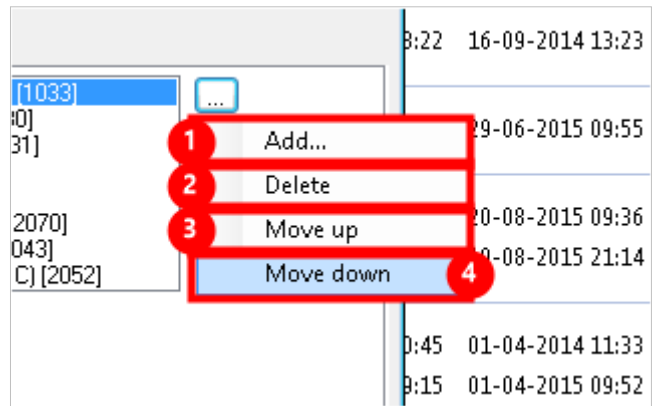 3:22 16-09-2014 13:23
[1033]
...
0]
31]
1 Add...
29-06-2015 09:55
2 Delete
2070]
3 Move up
20-08-2015 09:36
043]
-08-2015 21:14
C) [2052]
Move down 4
0:45 01-04-2014 11:33
9:15 01-04-2015 09:52